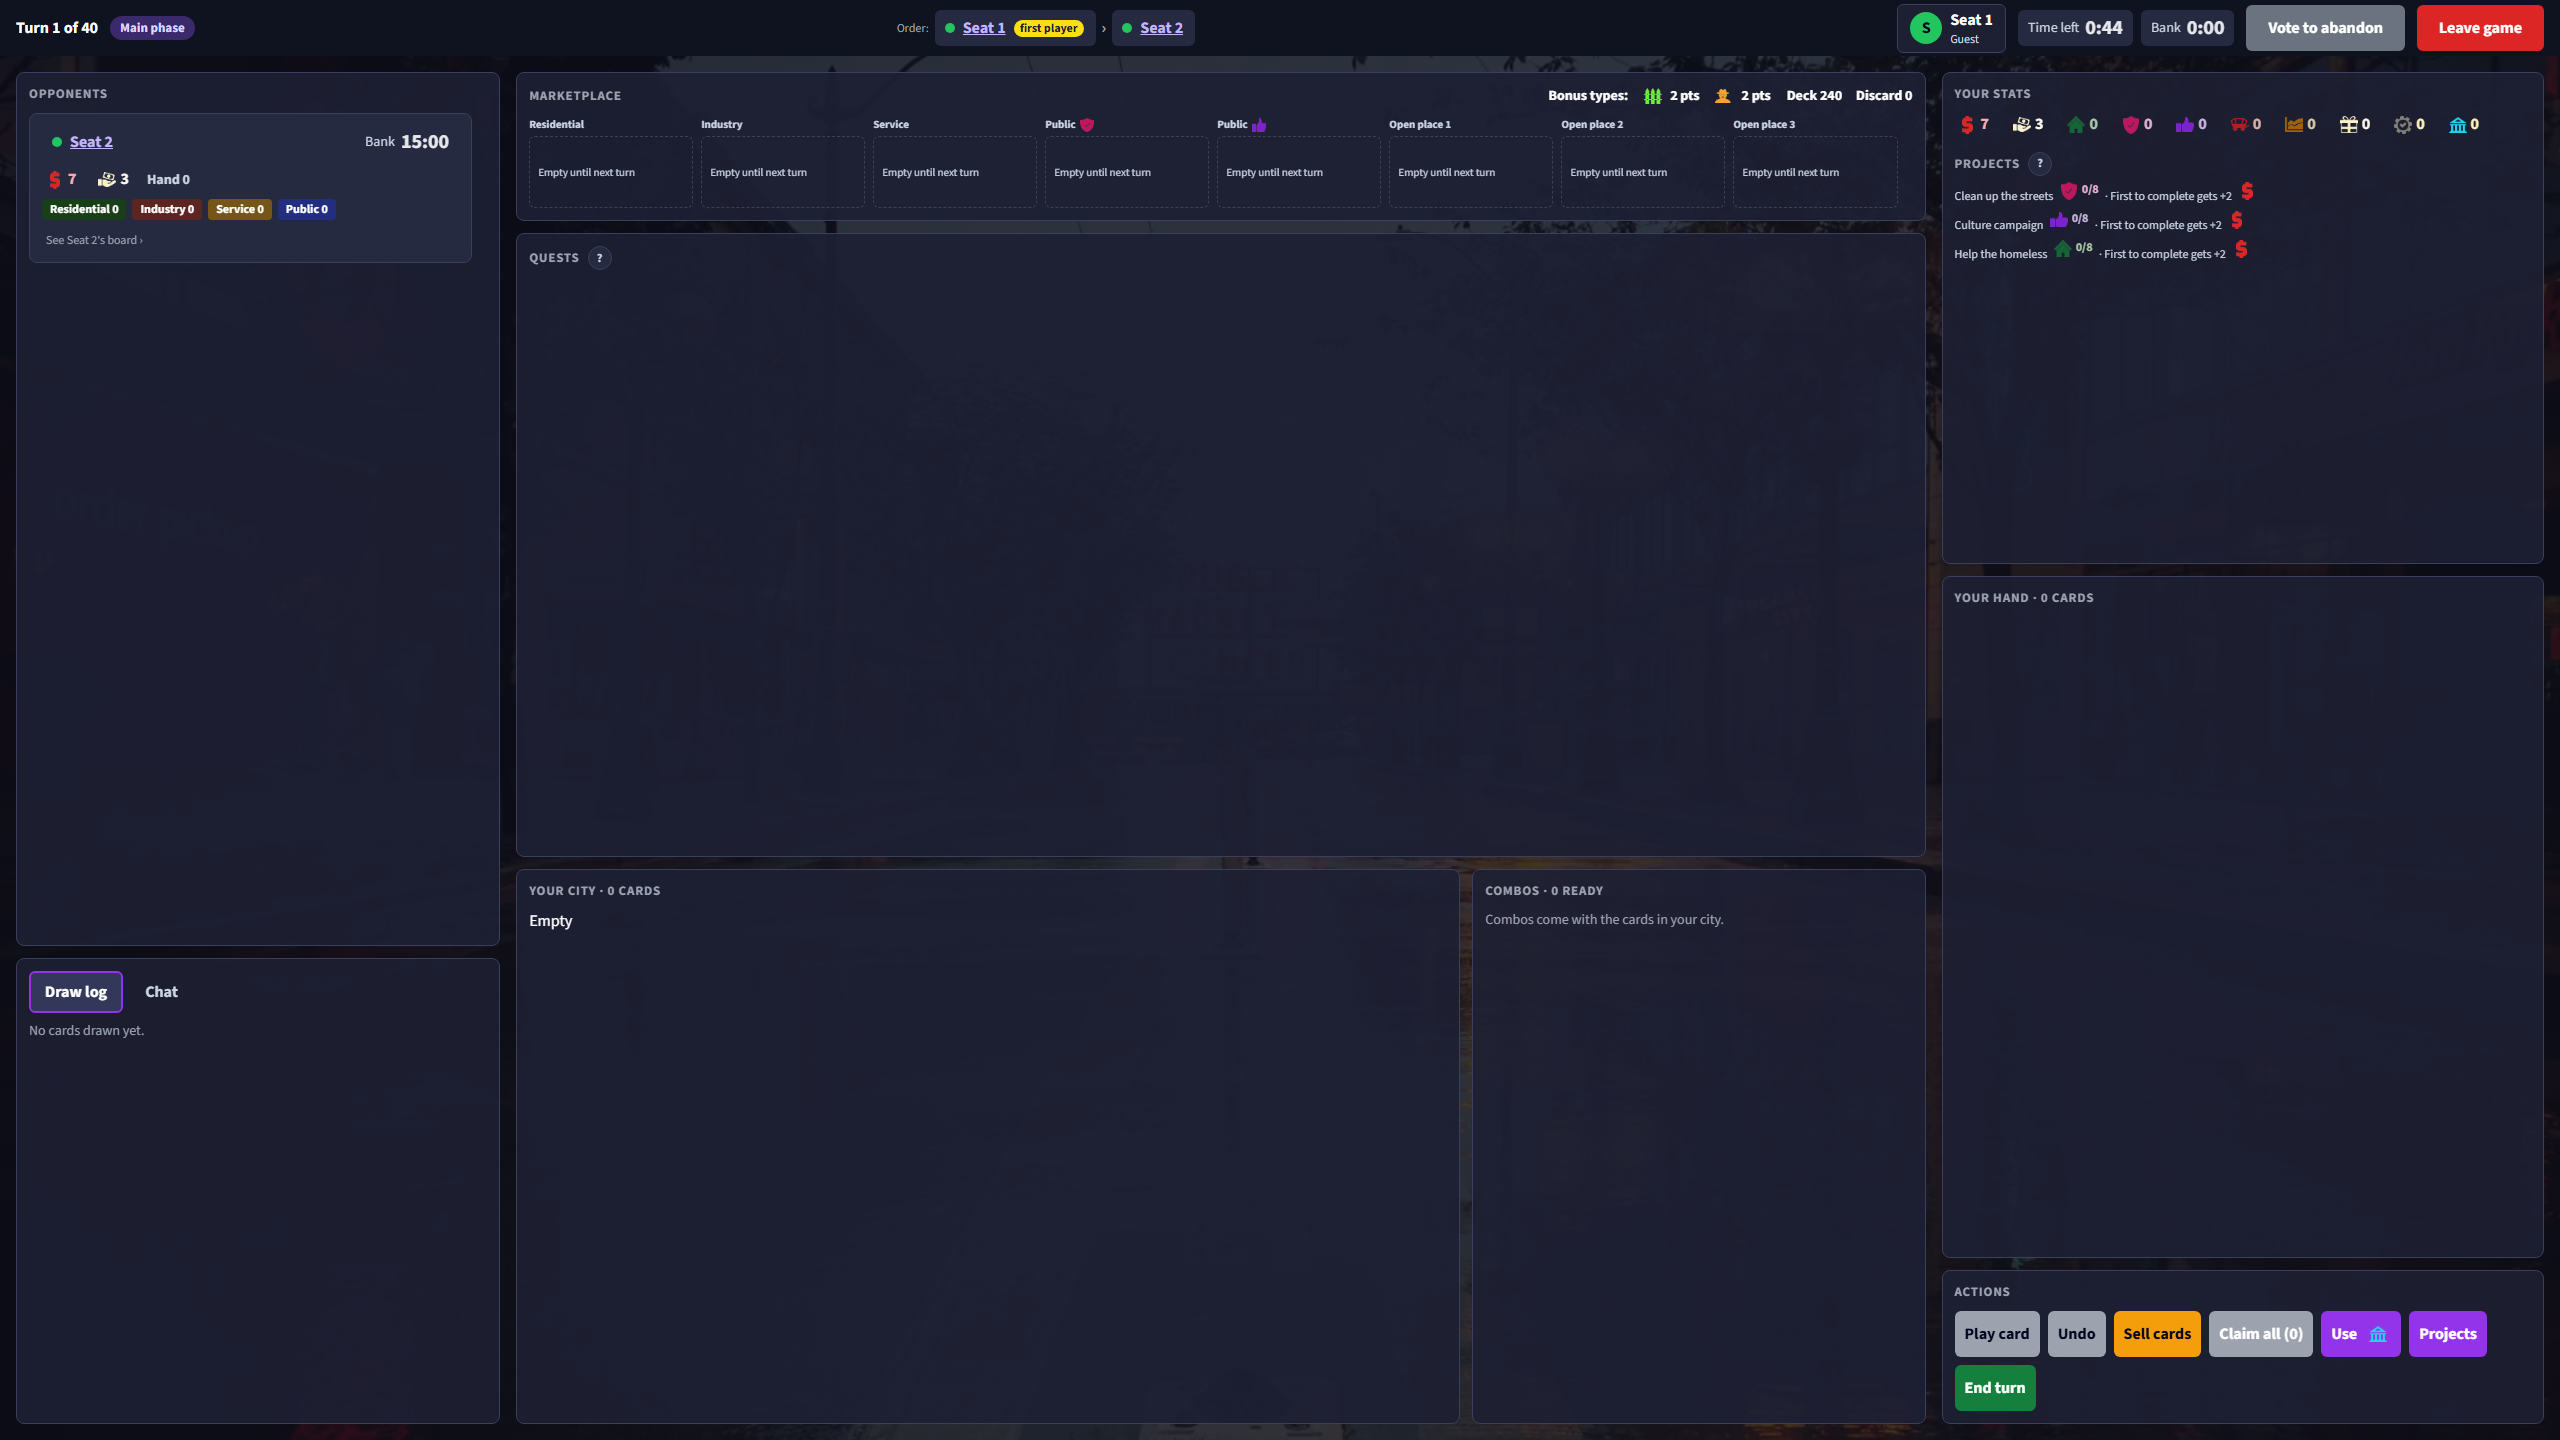 Turn 1 of 40 Main phase
Order: Seat 1 first player › Seat 2
S Seat 1 Guest
Time left 0:44
Bank 0:00
Vote to abandon
Leave game
OPPONENTS
Seat 2 Bank 15:00
7 3 Hand 0
Residential 0 Industry 0 Service 0 Public 0
See Seat 2's board ›
Draw log Chat
No cards drawn yet.
MARKETPLACE Bonus types: 2 pts 2 pts Deck 240 Discard 0
Residential Industry Service Public Public Open place 1 Open place 2 Open place 3
Empty until next turn Empty until next turn Empty until next turn Empty until next turn Empty until next turn Empty until next turn Empty until next turn Empty until next turn
QUESTS ?
YOUR CITY · 0 CARDS
Empty
COMBOS · 0 READY
Combos come with the cards in your city.
YOUR STATS
7 3 0 0 0 0 0 0 0 0
PROJECTS ?
Clean up the streets 0/8 · First to complete gets +2
Culture campaign 0/8 · First to complete gets +2
Help the homeless 0/8 · First to complete gets +2
YOUR HAND · 0 CARDS
ACTIONS
Play card Undo Sell cards Claim all (0) Use Projects
End turn